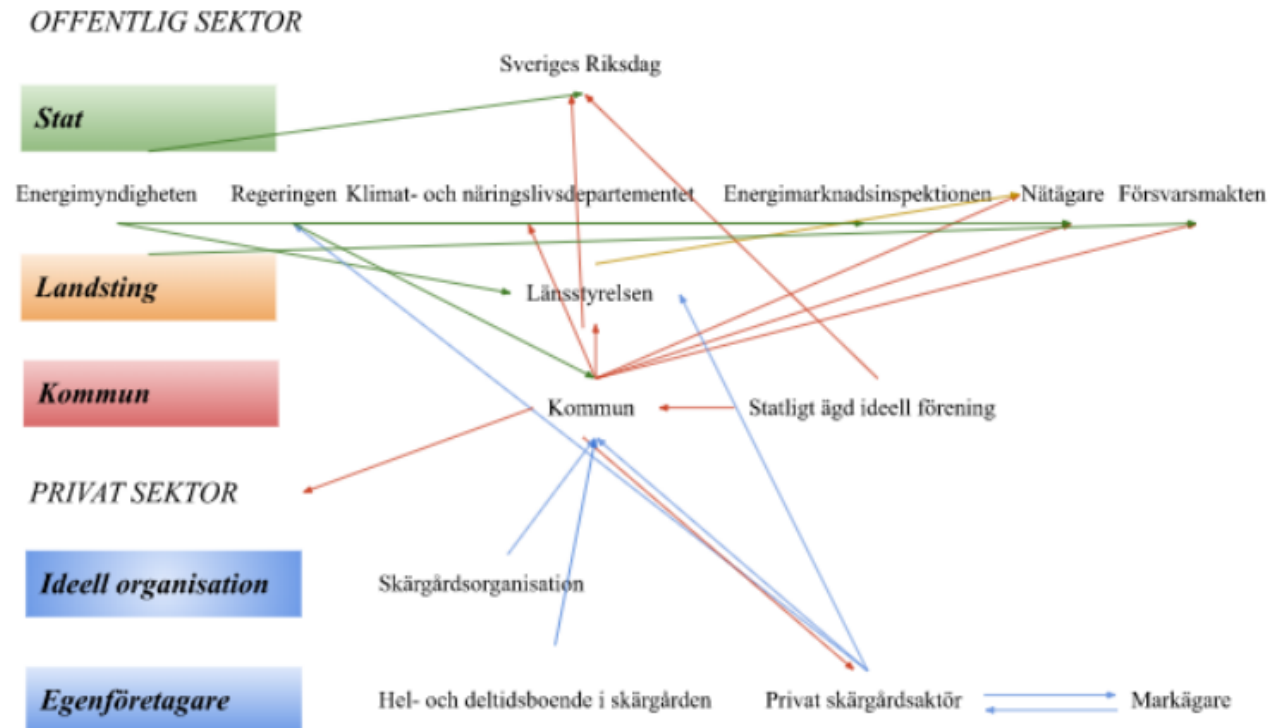 OFFENTLIG SEKTOR
Sveriges Riksdag
Stat
Energimyndigheten Regeringen Klimat- och näringslivsdepartementet Energimarknadsinspektionen Nätägare Försvarsmakten
Landsting
Länsstyrelsen
Kommun
Kommun Statligt ägd ideell förening
PRIVAT SEKTOR
Ideell organisation
Skärgårdsorganisation
Egenföretagare
Hel- och deltidsboende i skärgården Privat skärgårdsaktör Markägare